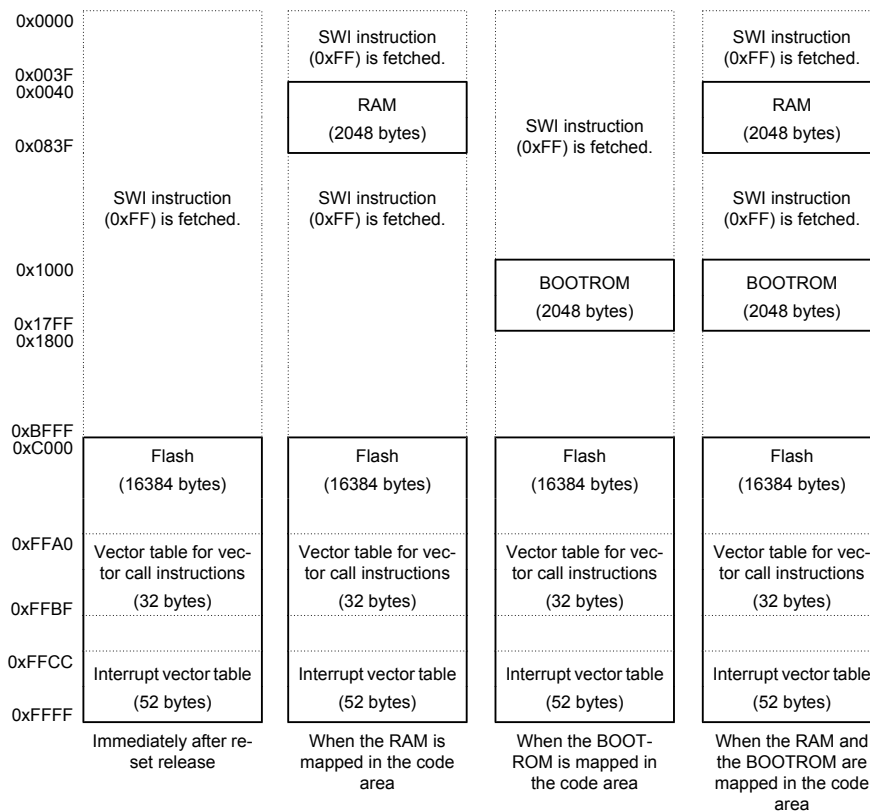 0x0000
0x003F
0x0040
0x083F
0x1000
0x17FF
0x1800
0xBFFF
0xC000
0xFFA0
0xFFBF
0xFFCC
0xFFFF
SWI instruction
(0xFF) is fetched.
Flash
(16384 bytes)
Vector table for vec-
tor call instructions
(32 bytes)
Interrupt vector table
(52 bytes)
Immediately after re-
set release
SWI instruction
(0xFF) is fetched.
RAM
(2048 bytes)
SWI instruction
(0xFF) is fetched.
Flash
(16384 bytes)
Vector table for vec-
tor call instructions
(32 bytes)
Interrupt vector table
(52 bytes)
When the RAM is
mapped in the code
area
SWI instruction
(0xFF) is fetched.
BOOTROM
(2048 bytes)
Flash
(16384 bytes)
Vector table for vec-
tor call instructions
(32 bytes)
Interrupt vector table
(52 bytes)
When the BOOT-
ROM is mapped in
the code area
SWI instruction
(0xFF) is fetched.
RAM
(2048 bytes)
SWI instruction
(0xFF) is fetched.
BOOTROM
(2048 bytes)
Flash
(16384 bytes)
Vector table for vec-
tor call instructions
(32 bytes)
Interrupt vector table
(52 bytes)
When the RAM and
the BOOTROM are
mapped in the code
area